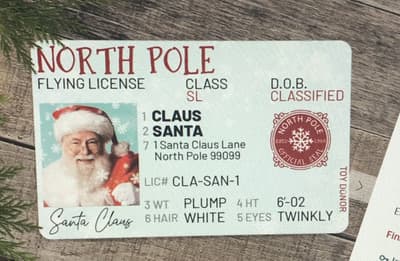 NORTH POLE
FLYING LICENSE CLASS D.O.B.
SL CLASSIFIED
1 CLAUS
2 SANTA
7 1 Santa Claus Lane
North Pole 99099
NORTH POLE
OFFICIAL SEAL
LIC# CLA-SAN-1
TOY DONOR
3 WT PLUMP 4 HT 6'-02
6 HAIR WHITE 5 EYES TWINKLY
Santa Claus